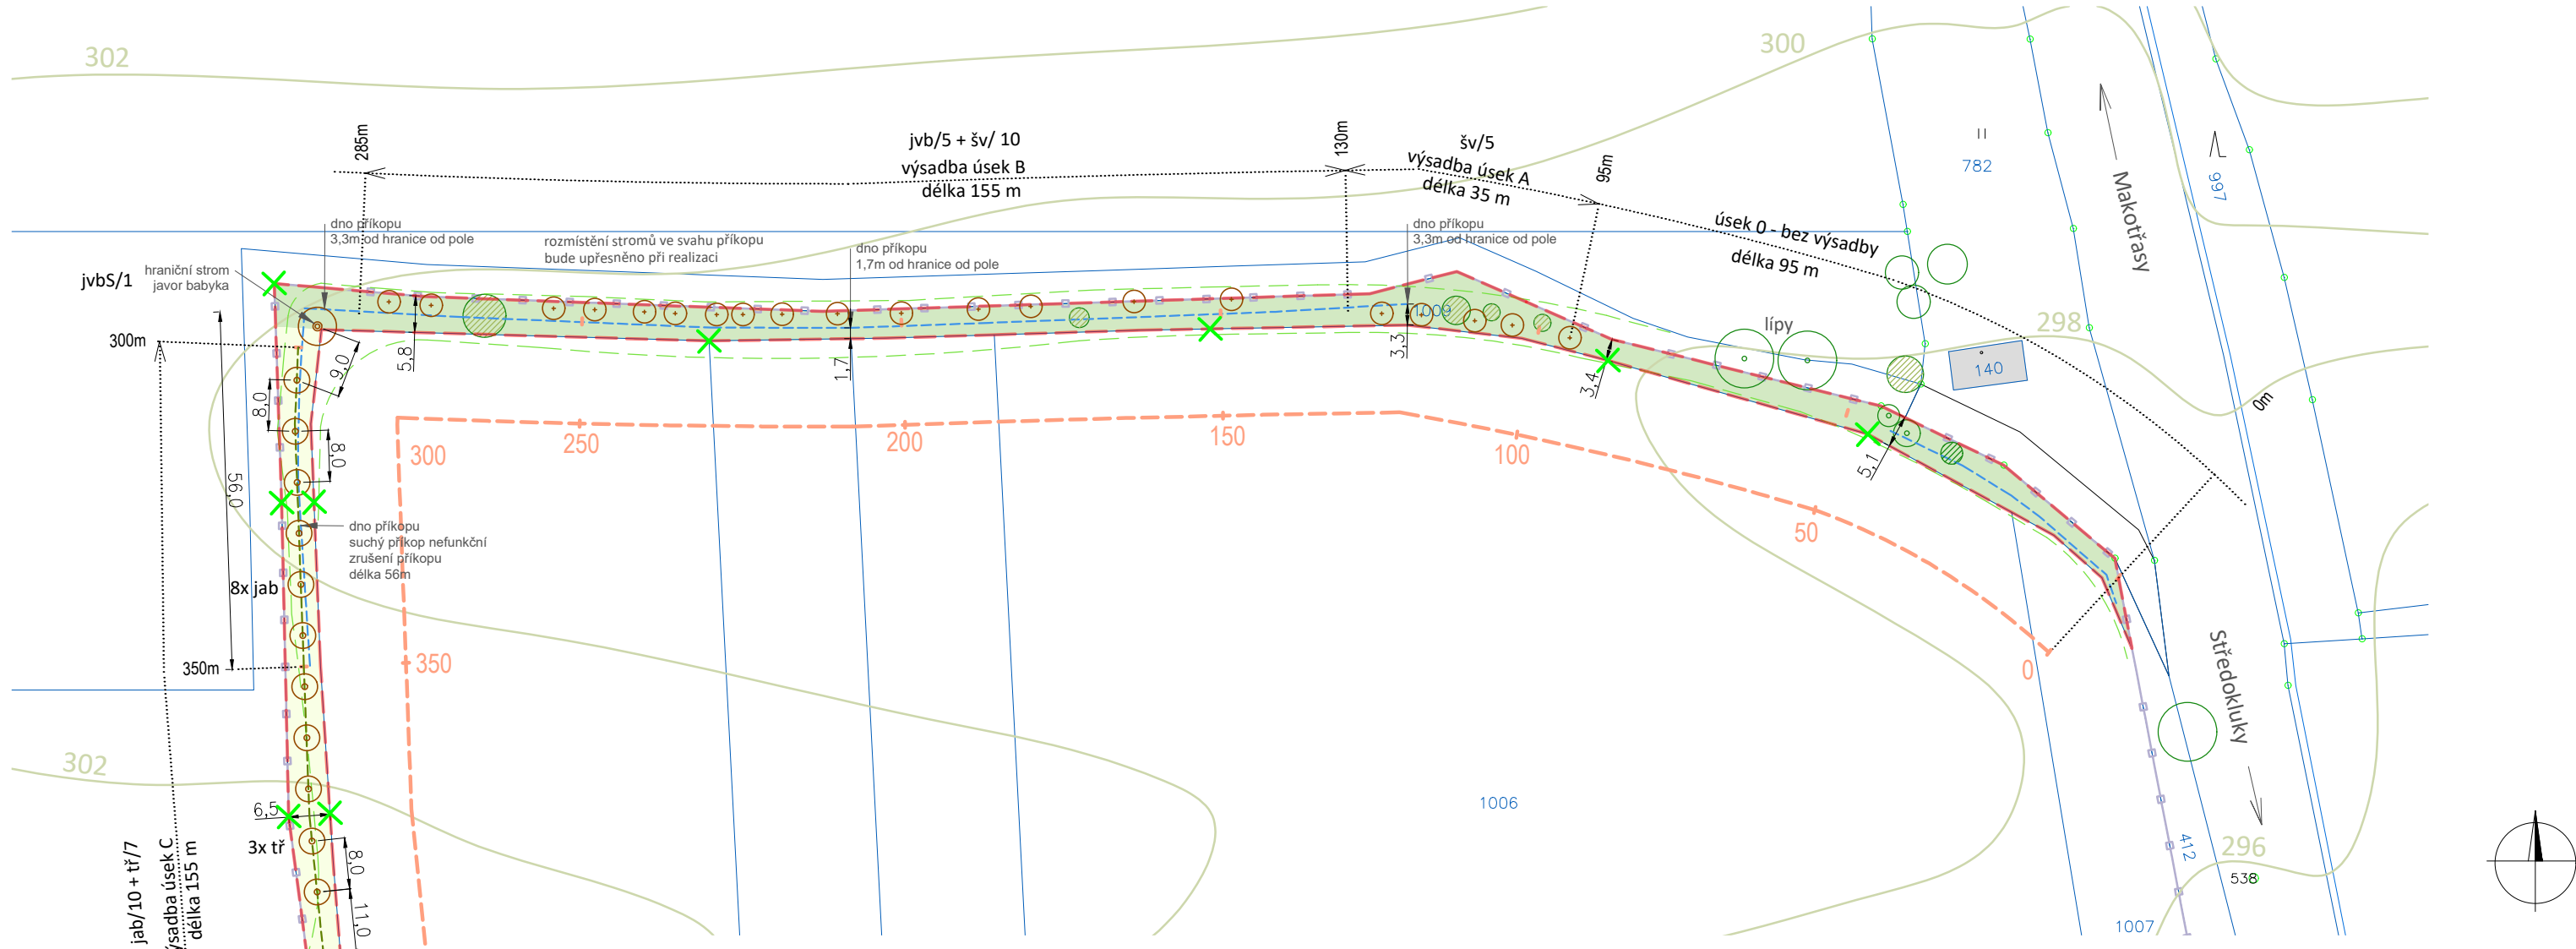 302
300
298
296
302
285m
130m
95m
0m
300m
350m
jvb/5 + šv/ 10
výsadba úsek B
délka 155 m
šv/5
výsadba úsek A
délka 35 m
úsek 0 - bez výsadby
délka 95 m
dno příkopu
3,3m od hranice od pole
rozmístění stromů ve svahu příkopu
bude upřesněno při realizaci
dno příkopu
1,7m od hranice od pole
dno příkopu
3,3m od hranice od pole
jvbS/1
hraniční strom
javor babyka
lípy
II
782
997
140
1009
Makotřasy
Středokluky
5,8
1,7
3,3
3,4
5,1
9,0
8,0
8,0
56,0
dno příkopu
suchý příkop nefunkční
zrušení příkopu
délka 56m
8x jab
300
250
200
150
100
50
0
350
6,5
3x tř
8,0
11,0
jab/10 + tř/7
výsadba úsek C
délka 155 m
1006
412
538
1007